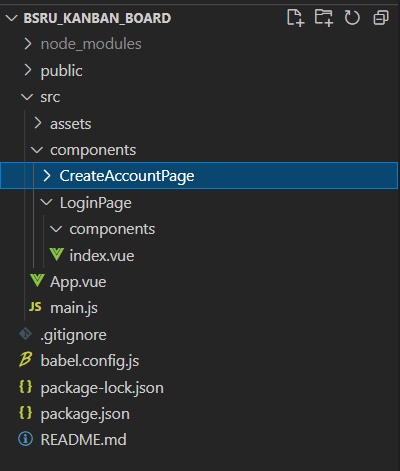 BSRU_KANBAN_BOARD
node_modules
public
src
assets
components
CreateAccountPage
LoginPage
components
index.vue
App.vue
JS main.js
.gitignore
babel.config.js
{} package-lock.json
{} package.json
README.md